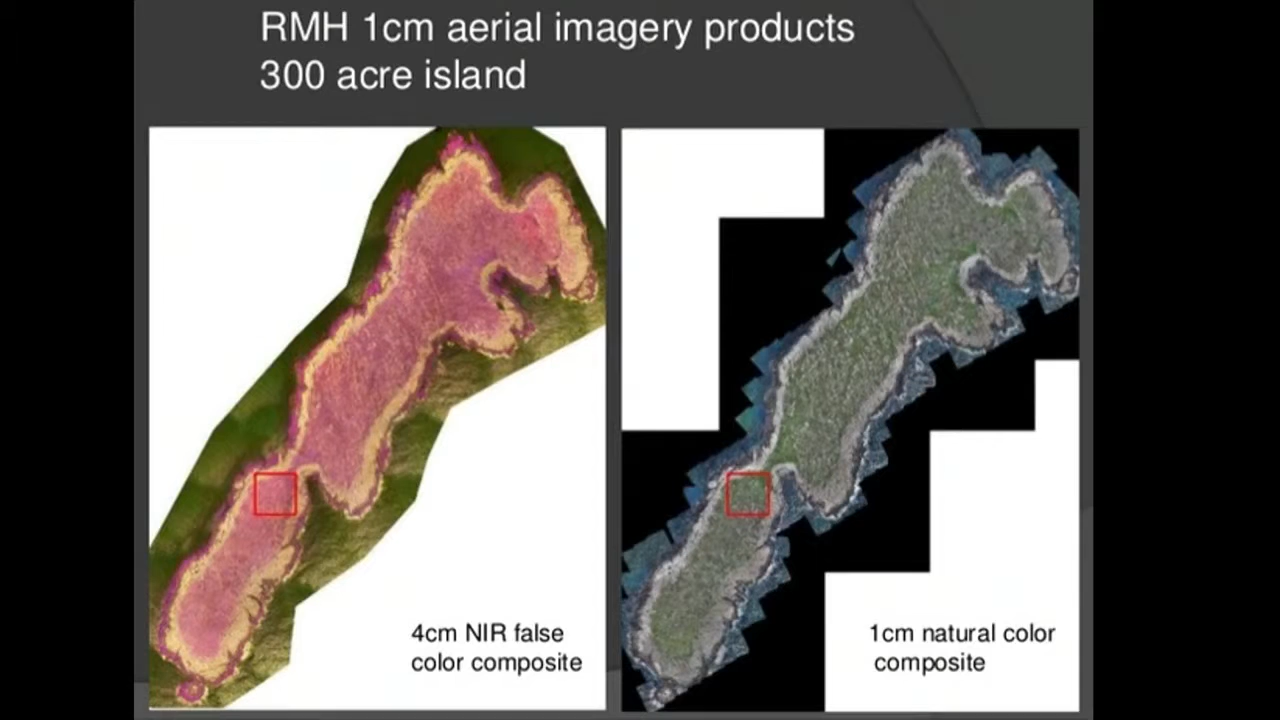 RMH 1cm aerial imagery products
300 acre island
4cm NIR false
color composite
1cm natural color
composite